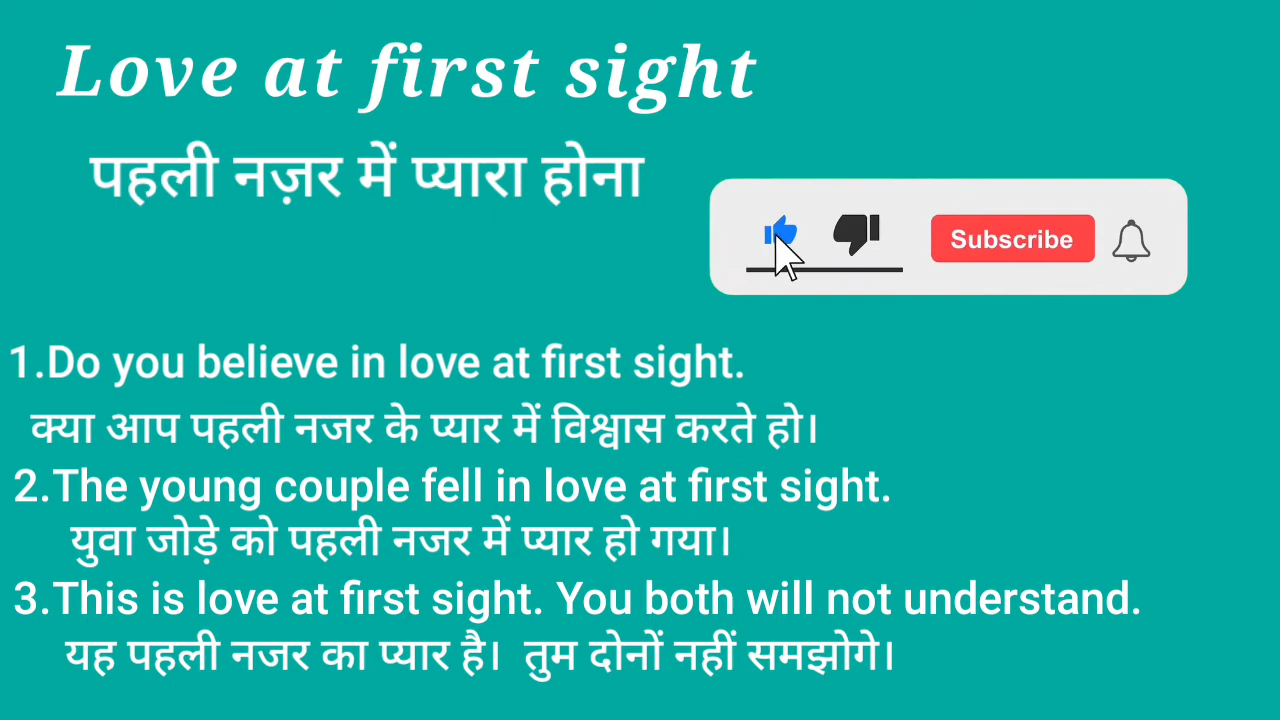 Love at first sight
पहली नज़र में प्यारा होना
Subscribe
1.Do you believe in love at first sight.
क्या आप पहली नजर के प्यार में विश्वास करते हो।
2.The young couple fell in love at first sight.
युवा जोड़े को पहली नजर में प्यार हो गया।
3.This is love at first sight. You both will not understand.
यह पहली नजर का प्यार है। तुम दोनों नहीं समझोगे।